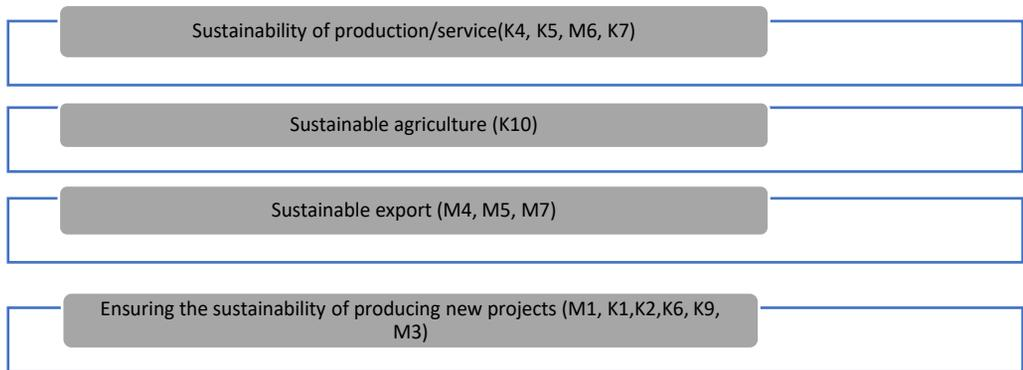 Sustainability of production/service(K4, K5, M6, K7)
Sustainable agriculture (K10)
Sustainable export (M4, M5, M7)
Ensuring the sustainability of producing new projects (M1, K1,K2,K6, K9,
M3)